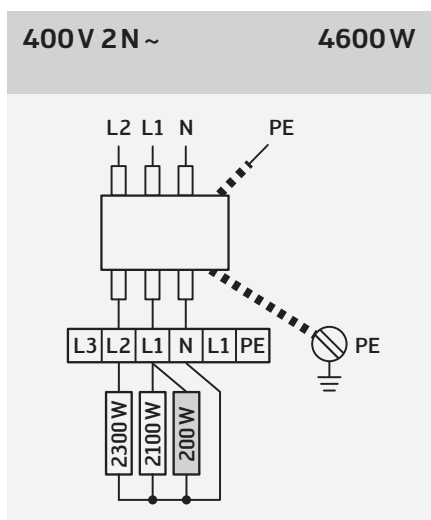 400 V 2 N ~ 4600 W
L2 L1 N PE
L3 L2 L1 N L1 PE
PE
2300 W
2100 W
200 W